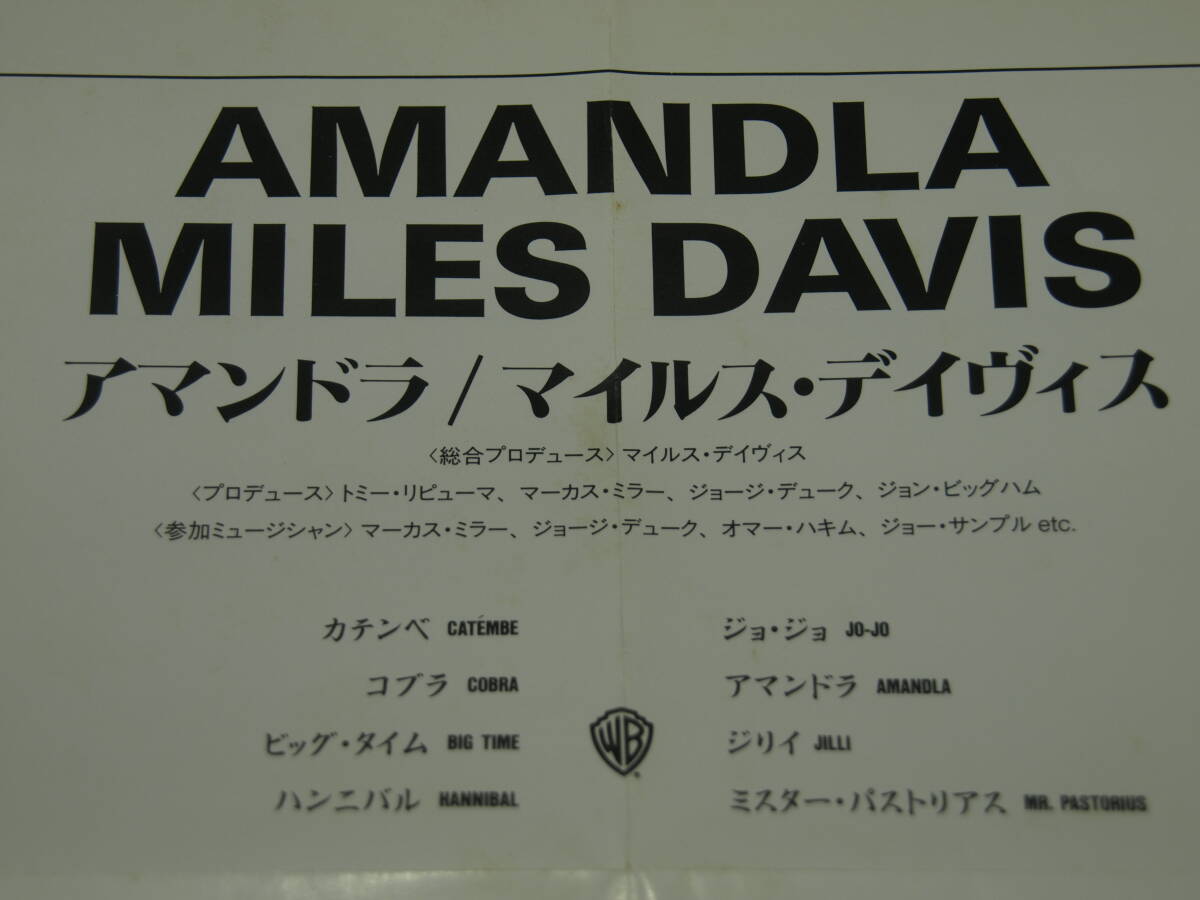 AMANDLA
MILES DAVIS
アマンドラ/マイルス・デイヴィス
〈総合プロデュース〉マイルス・デイヴィス
〈プロデュース〉トミー・リピューマ、マーカス・ミラー、ジョージ・デューク、ジョン・ビッグハム
〈参加ミュージシャン〉マーカス・ミラー、ジョージ・デューク、オマー・ハキム、ジョー・サンプル etc.
カテンベ CATÉMBE
コブラ COBRA
ビッグ・タイム BIG TIME
ハンニバル HANNIBAL
WB
ジョ・ジョ JO-JO
アマンドラ AMANDLA
ジリイ JILLI
ミスター・パストリアス MR. PASTORIUS